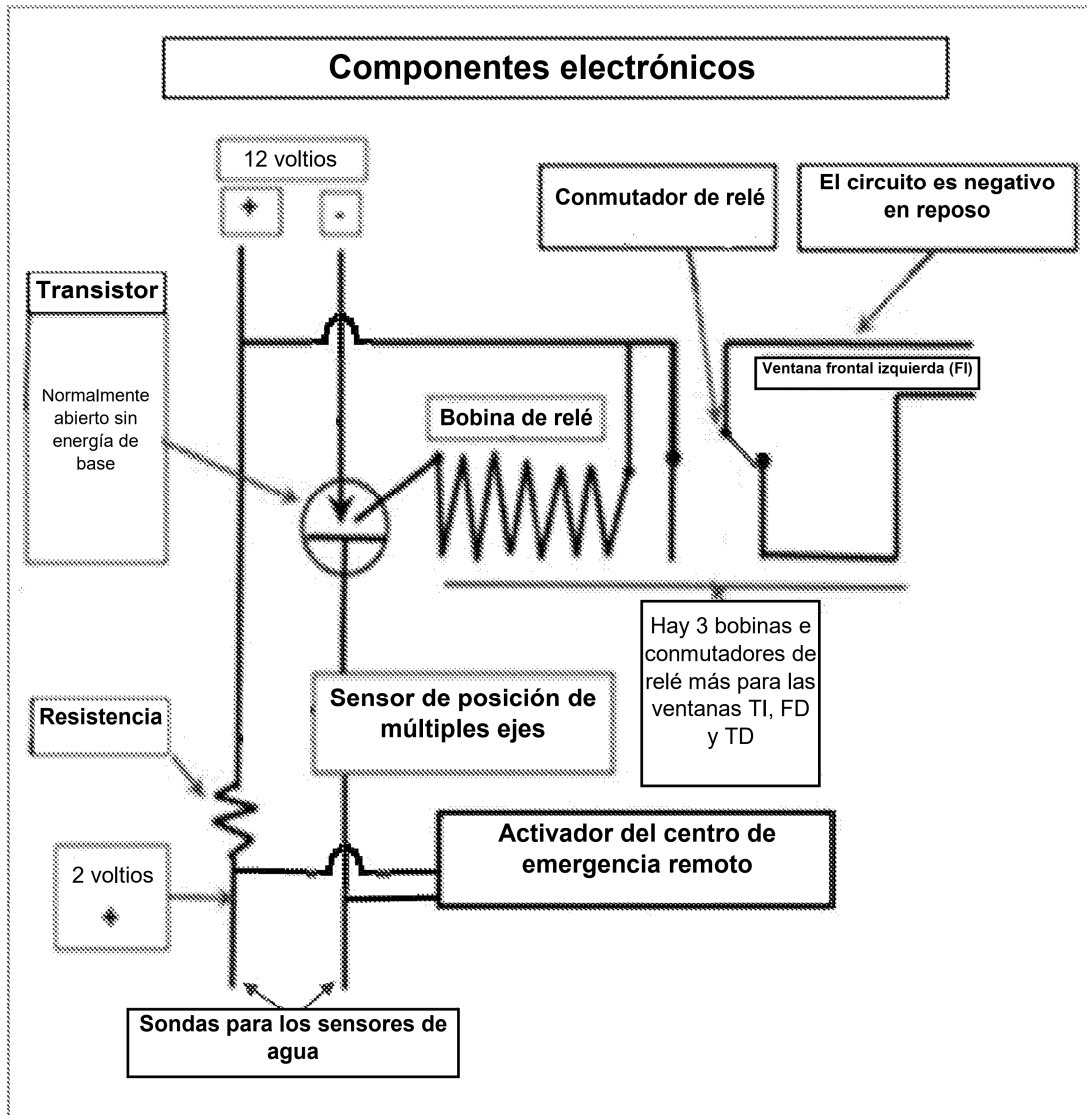 Componentes electrónicos
12 voltios
+
-
Conmutador de relé
El circuito es negativo
en reposo
Transistor
Normalmente
abierto sin
energía de
base
Ventana frontal izquierda (FI)
Bobina de relé
Hay 3 bobinas e
conmutadores de
relé más para las
ventanas TI, FD
y TD
Sensor de posición de
múltiples ejes
Resistencia
Activador del centro de
emergencia remoto
2 voltios
+
Sondas para los sensores de
agua